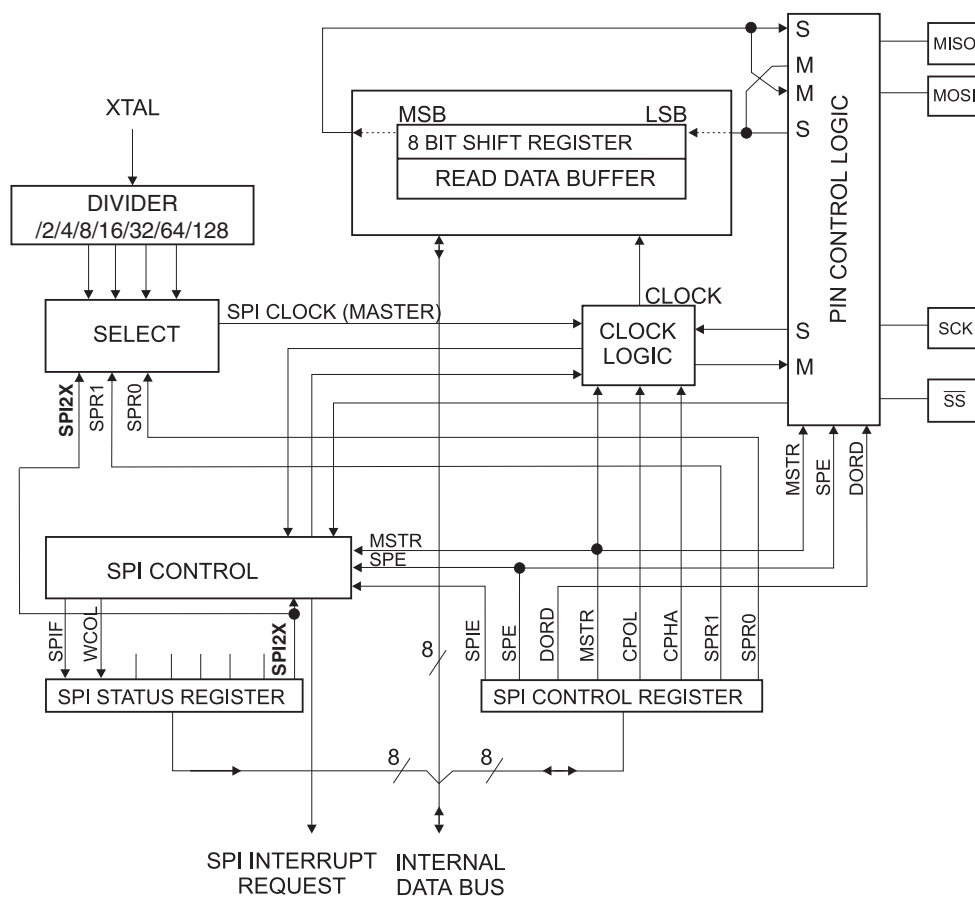 S
MISO
M
M
MOSI
XTAL
MSB
LSB
S
8 BIT SHIFT REGISTER
READ DATA BUFFER
DIVIDER
/2/4/8/16/32/64/128
PIN CONTROL LOGIC
SPI CLOCK (MASTER)
CLOCK
SELECT
CLOCK
LOGIC
S
SCK
M
SPI2X
SPR1
SPR0
SS
MSTR
SPE
DORD
MSTR
SPE
SPI CONTROL
SPIF
WCOL
SPI2X
8
SPIE
SPE
DORD
MSTR
CPOL
CPHA
SPR1
SPR0
SPI STATUS REGISTER
SPI CONTROL REGISTER
8
8
SPI INTERRUPT
REQUEST
INTERNAL
DATA BUS